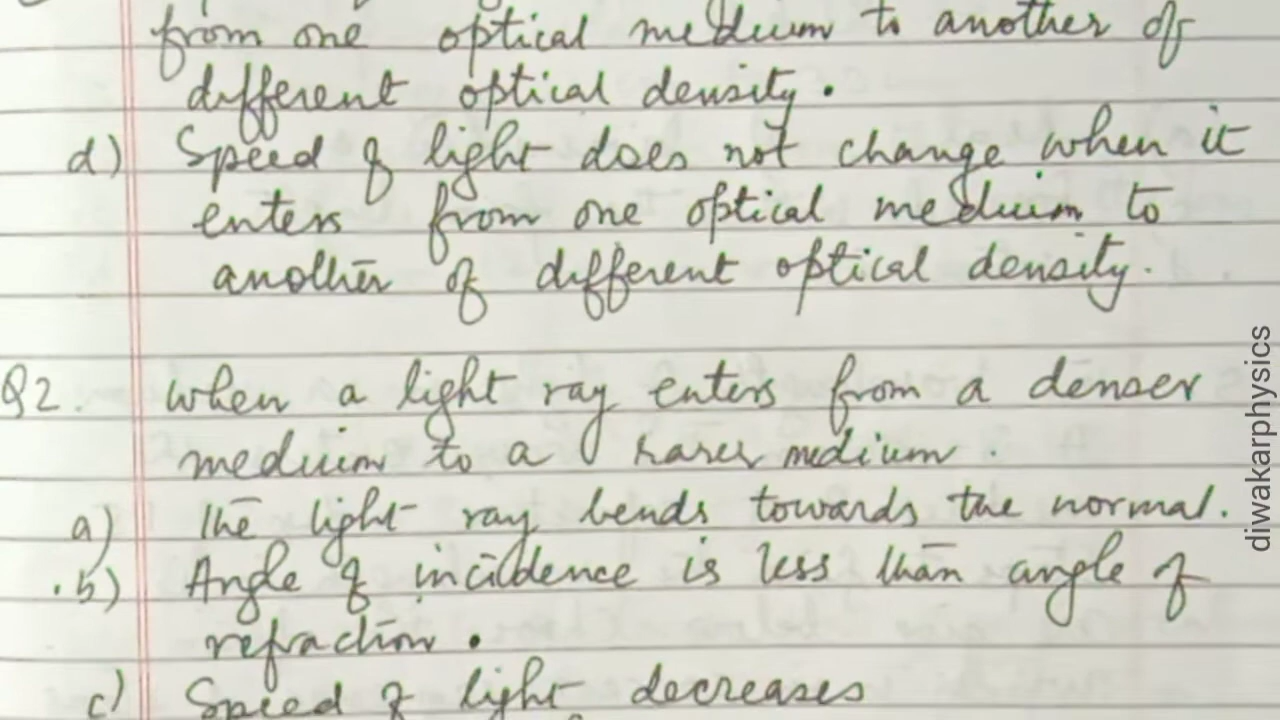 from one optical medium to another of
different optical density.
d) Speed of light does not change when it
enters from one optical medium to
another of different optical density.
Q2. When a light ray enters from a denser
medium to a rarer medium.
a) The light ray bends towards the normal.
b) Angle of incidence is less than angle of
refraction.
c) Speed of light decreases
diwakarphysics